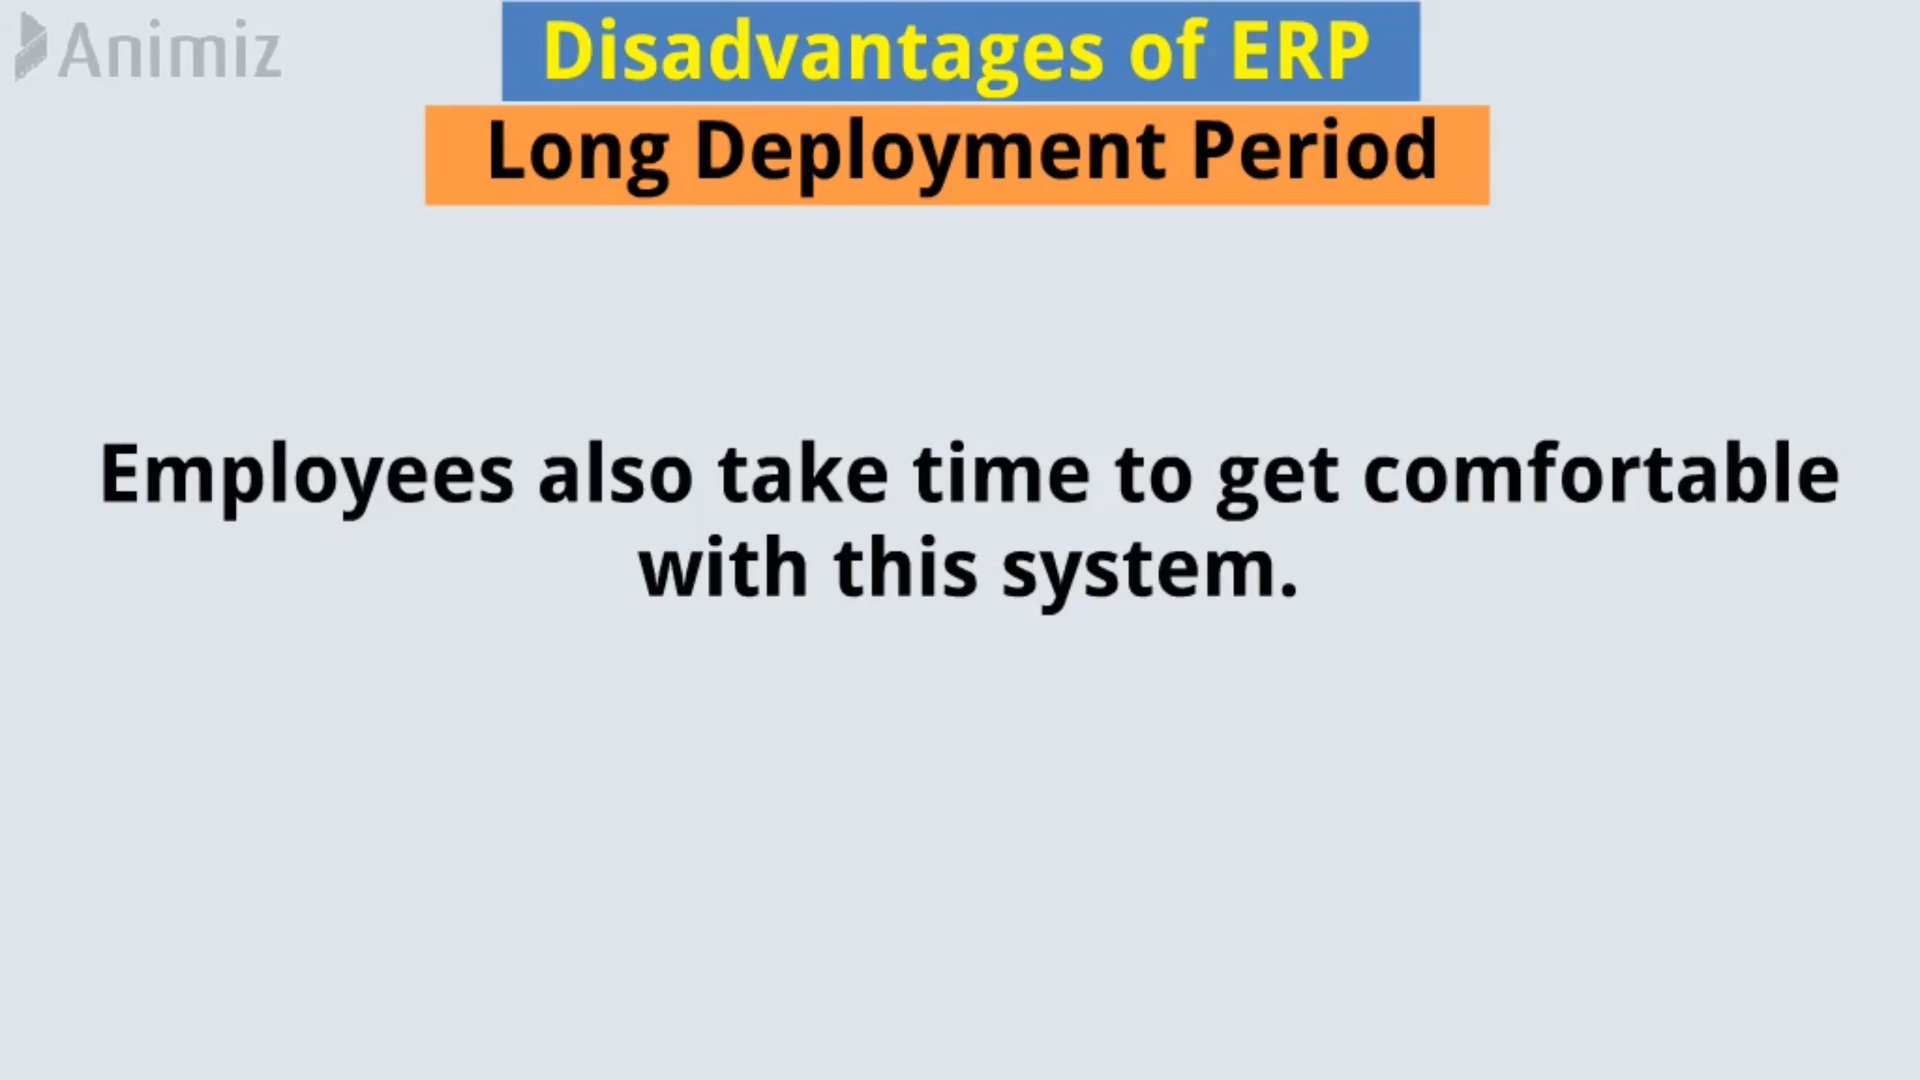 Animiz
Disadvantages of ERP
Long Deployment Period
Employees also take time to get comfortable
with this system.